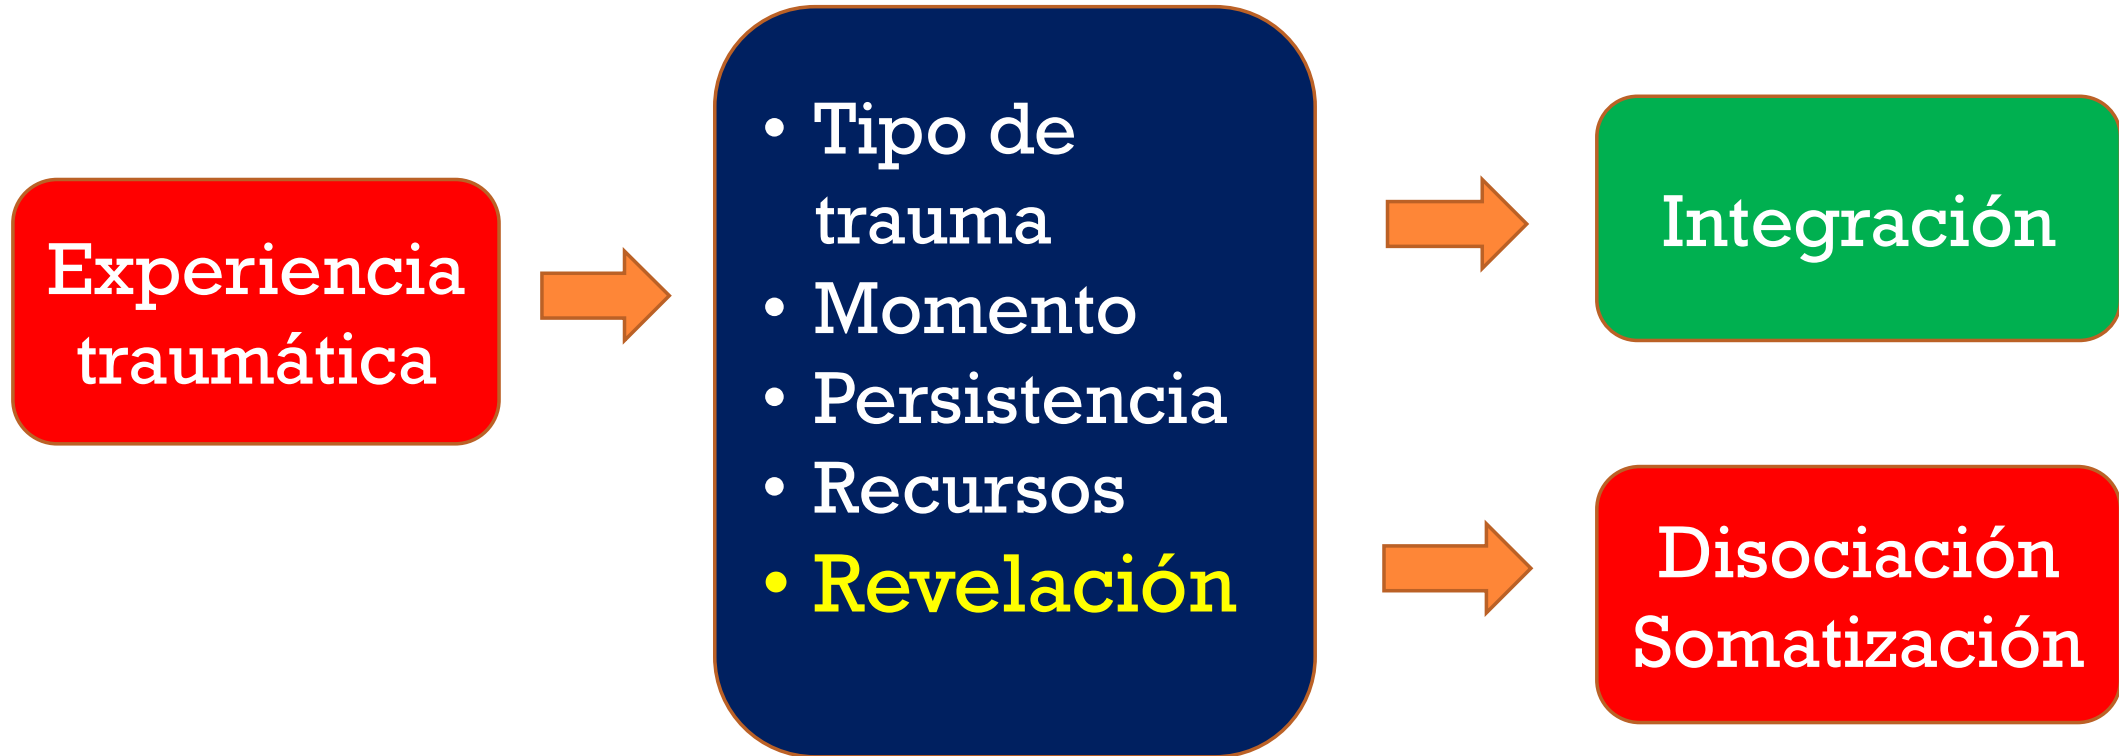 Experiencia
traumática
• Tipo de
trauma
• Momento
• Persistencia
• Recursos
• Revelación
Integración
Disociación
Somatización